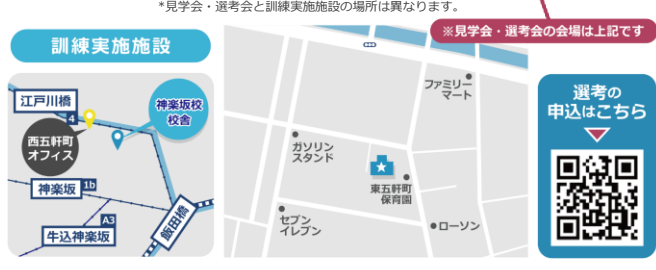 *見学会・選考会と訓練実施施設の場所は異なります。
※見学会・選考会の会場は上記です
訓練実施施設
江戸川橋
4
神楽坂校
校舎
西五軒町
オフィス
神楽坂
1b
A3
牛込神楽坂
飯田橋
ファミリー
マート
ガソリン
スタンド
東五軒町
保育園
セブン
イレブン
ローソン
選考の
申込はこちら